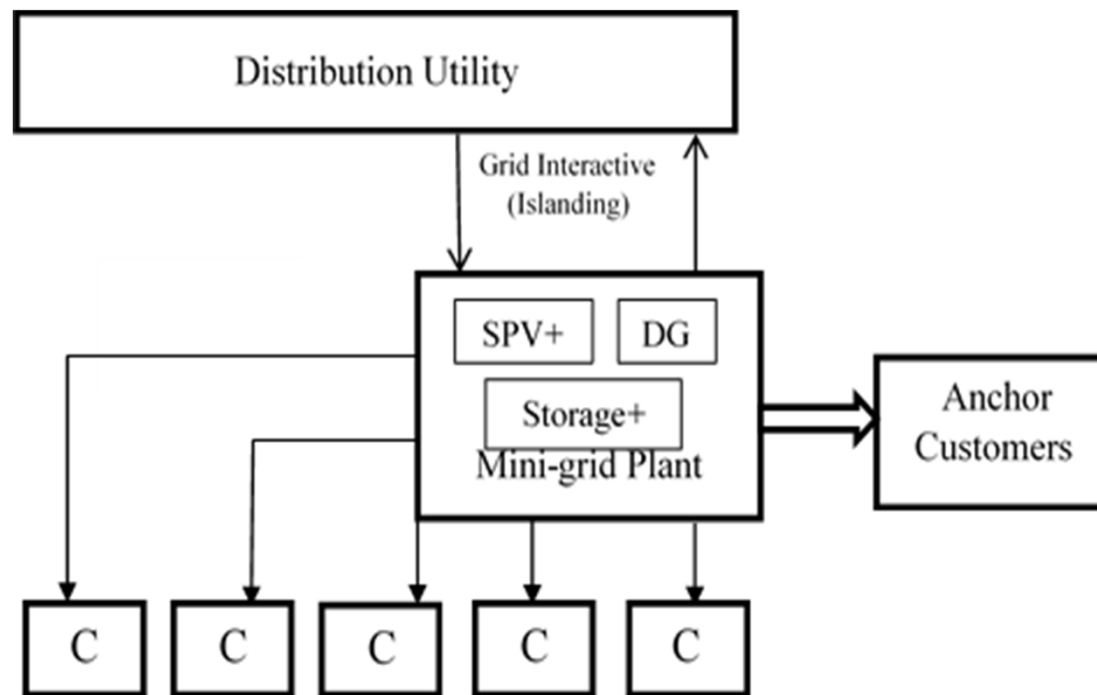 Distribution Utility
Grid Interactive
(Islanding)
SPV+
DG
Storage+
Mini-grid Plant
Anchor
Customers
C
C
C
C
C